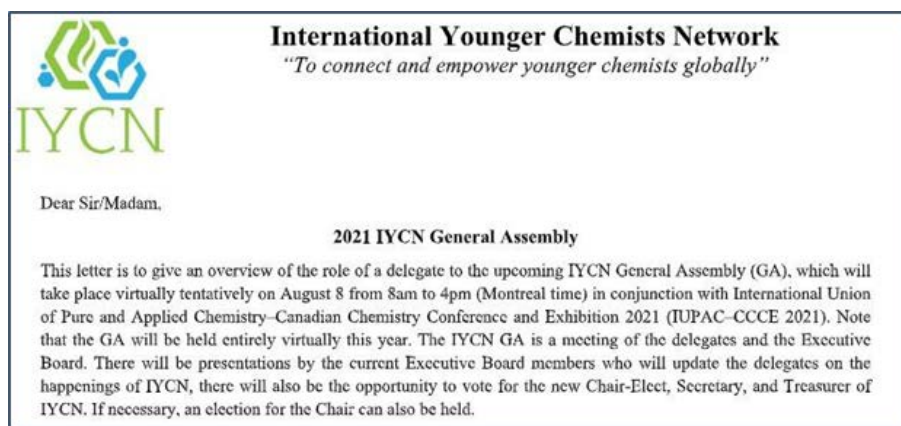 International Younger Chemists Network
"To connect and empower younger chemists globally"
IYCN
Dear Sir/Madam,
2021 IYCN General Assembly
This letter is to give an overview of the role of a delegate to the upcoming IYCN General Assembly (GA), which will
take place virtually tentatively on August 8 from 8am to 4pm (Montreal time) in conjunction with International Union
of Pure and Applied Chemistry–Canadian Chemistry Conference and Exhibition 2021 (IUPAC–CCCE 2021). Note
that the GA will be held entirely virtually this year. The IYCN GA is a meeting of the delegates and the Executive
Board. There will be presentations by the current Executive Board members who will update the delegates on the
happenings of IYCN, there will also be the opportunity to vote for the new Chair-Elect, Secretary, and Treasurer of
IYCN. If necessary, an election for the Chair can also be held.